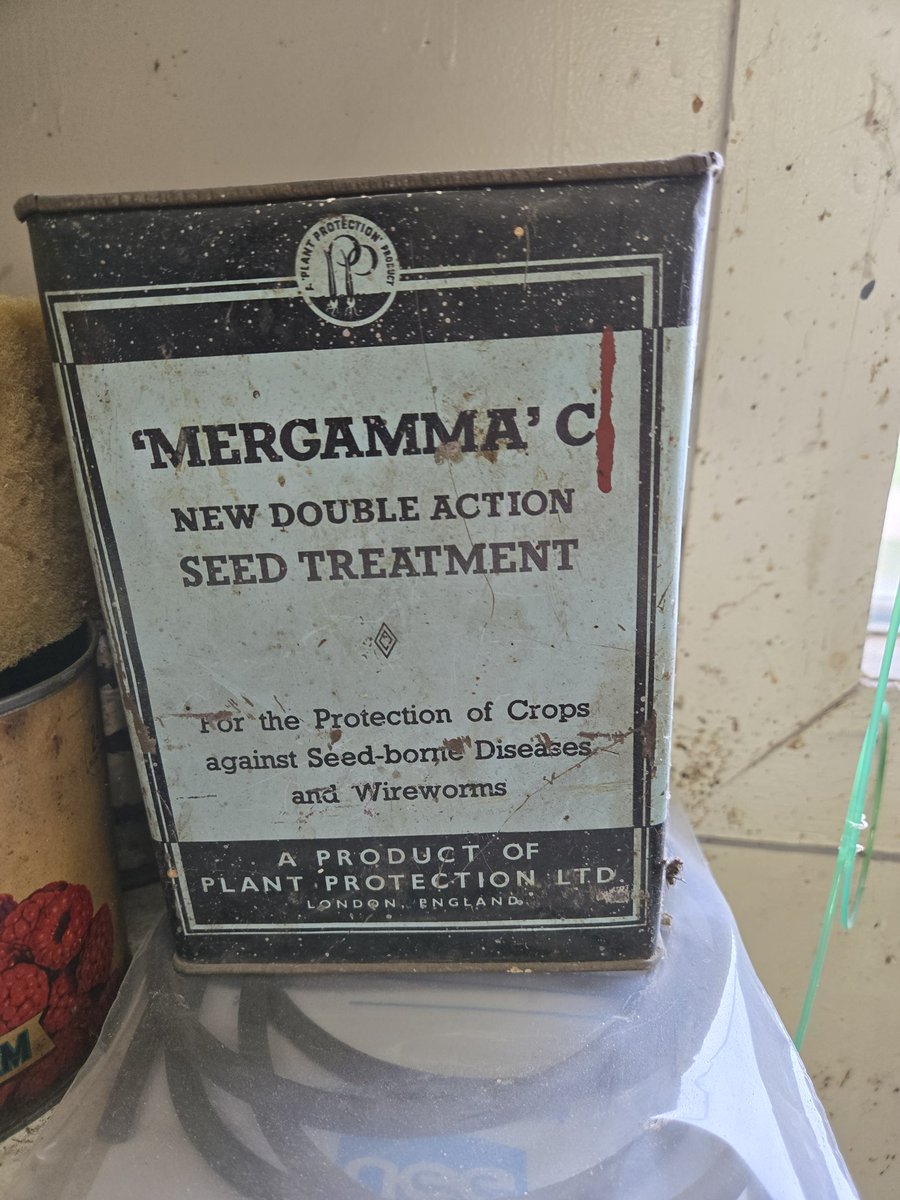 A 'PLANT PROTECTION' PRODUCT
'MERGAMMA' C
NEW DOUBLE ACTION
SEED TREATMENT
For the Protection of Crops
against Seed-borne Diseases
and Wireworms
A PRODUCT OF
PLANT PROTECTION LTD.
LONDON, ENGLAND